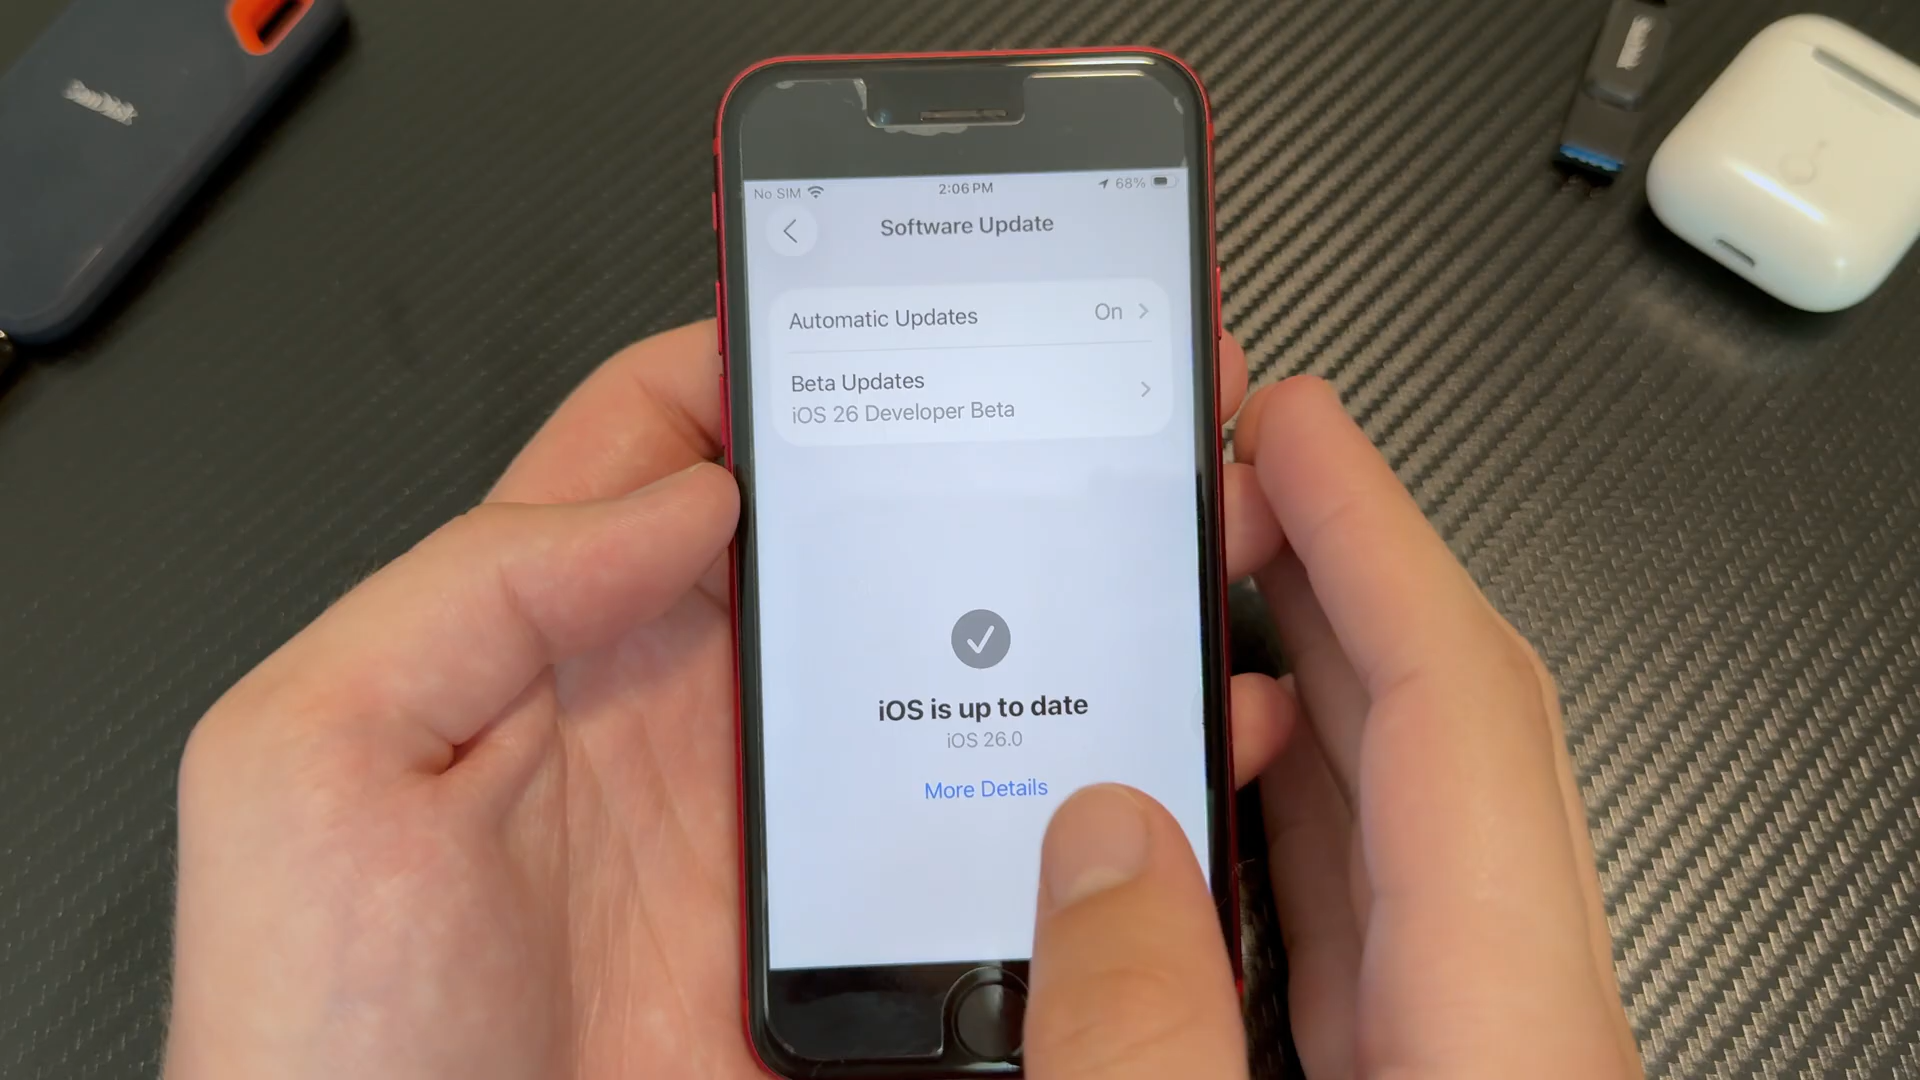 SanDisk
No SIM
2:06 PM
68%
Software Update
Automatic Updates
On
Beta Updates
iOS 26 Developer Beta
iOS is up to date
iOS 26.0
More Details